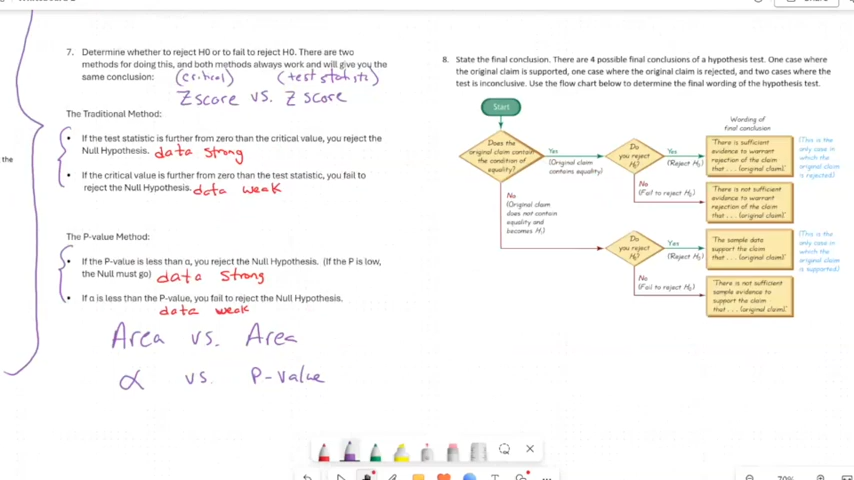 7. Determine whether to reject H0 or to fail to reject H0. There are two
methods for doing this, and both methods always work and will give you the
same conclusion:
(critical) (test statistic)
Z score vs. Z score
The Traditional Method:
• If the test statistic is further from zero than the critical value, you reject the
Null Hypothesis. data strong
• If the critical value is further from zero than the test statistic, you fail to
reject the Null Hypothesis. data weak
the
The P-value Method:
• If the P-value is less than α, you reject the Null Hypothesis. (If the P is low,
the Null must go) data strong
• If α is less than the P-value, you fail to reject the Null Hypothesis.
data weak
Area vs. Area
α vs. P-value
8. State the final conclusion. There are 4 possible final conclusions of a hypothesis test. One case where
the original claim is supported, one case where the original claim is rejected, and two cases where the
test is inconclusive. Use the flow chart below to determine the final wording of the hypothesis test.
Start
Wording of
final conclusion
Does the
original claim contain
the condition of
equality?
Yes
(Original claim
contains equality)
Do
you reject
H₀?
Yes
(Reject H₀)
"There is sufficient
evidence to warrant
rejection of the claim
that . . . (original claim)."
(This is the
only case in
which the
original claim
is rejected)
No
(Fail to reject H₀)
"There is not sufficient
evidence to warrant
rejection of the claim
that . . . (original claim)."
No
(Original claim
does not contain
equality and
becomes H₁)
Do
you reject
H₀?
Yes
(Reject H₀)
"The sample data
support the claim
that . . . (original claim)."
(This is the
only case in
which the
original claim
is supported)
No
(Fail to reject H₀)
"There is not sufficient
sample evidence to
support the claim
that . . . (original claim)."